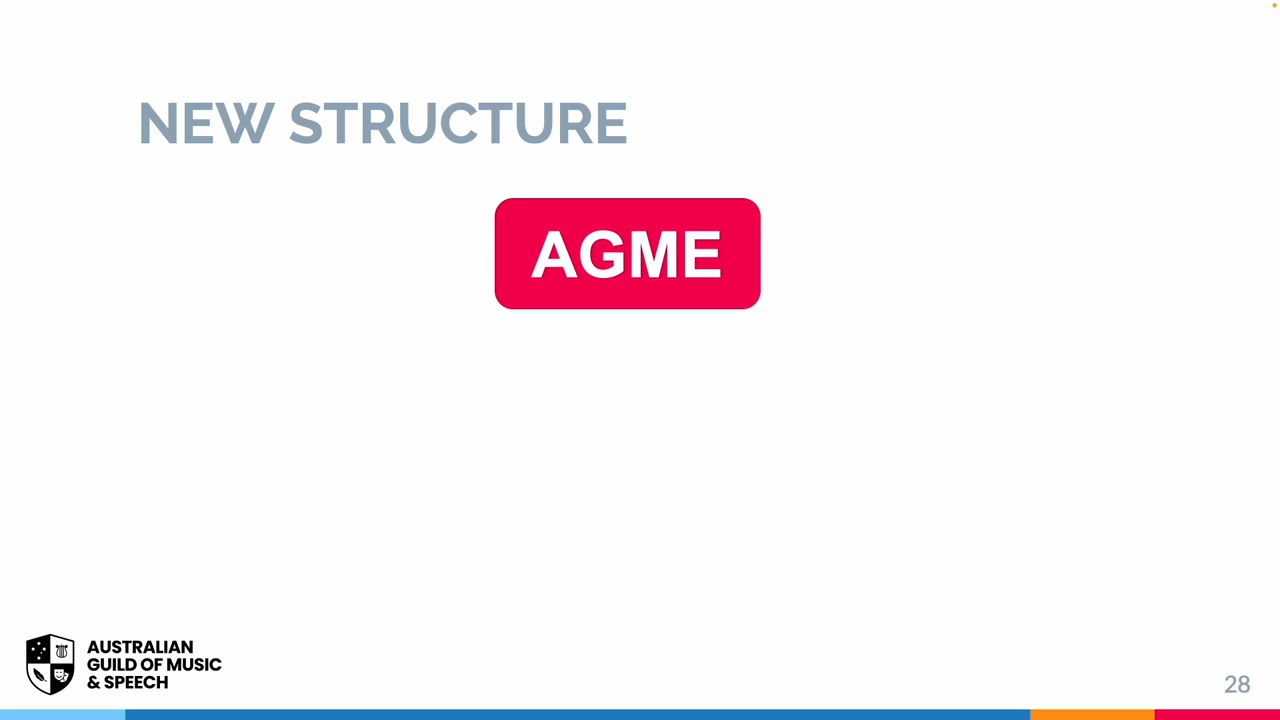 NEW STRUCTURE
AGME
AUSTRALIAN
GUILD OF MUSIC
& SPEECH
28